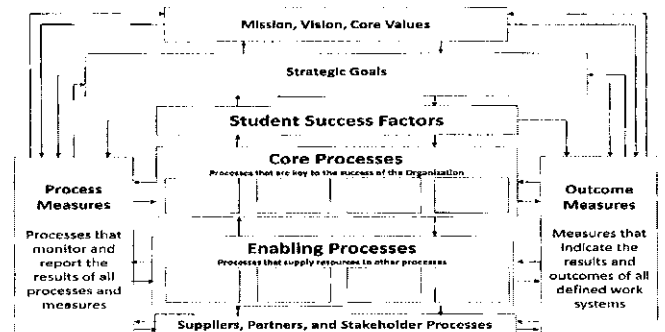 Mission, Vision, Core Values
Strategic Goals
Student Success Factors
Core Processes
Processes that are key to the success of the Organization
Process
Measures
Processes that
monitor and
report the
results of all
processes and
measures
Outcome
Measures
Measures that
indicate the
results and
outcomes of all
defined work
systems
Enabling Processes
Processes that supply resources to other processes
Suppliers, Partners, and Stakeholder Processes